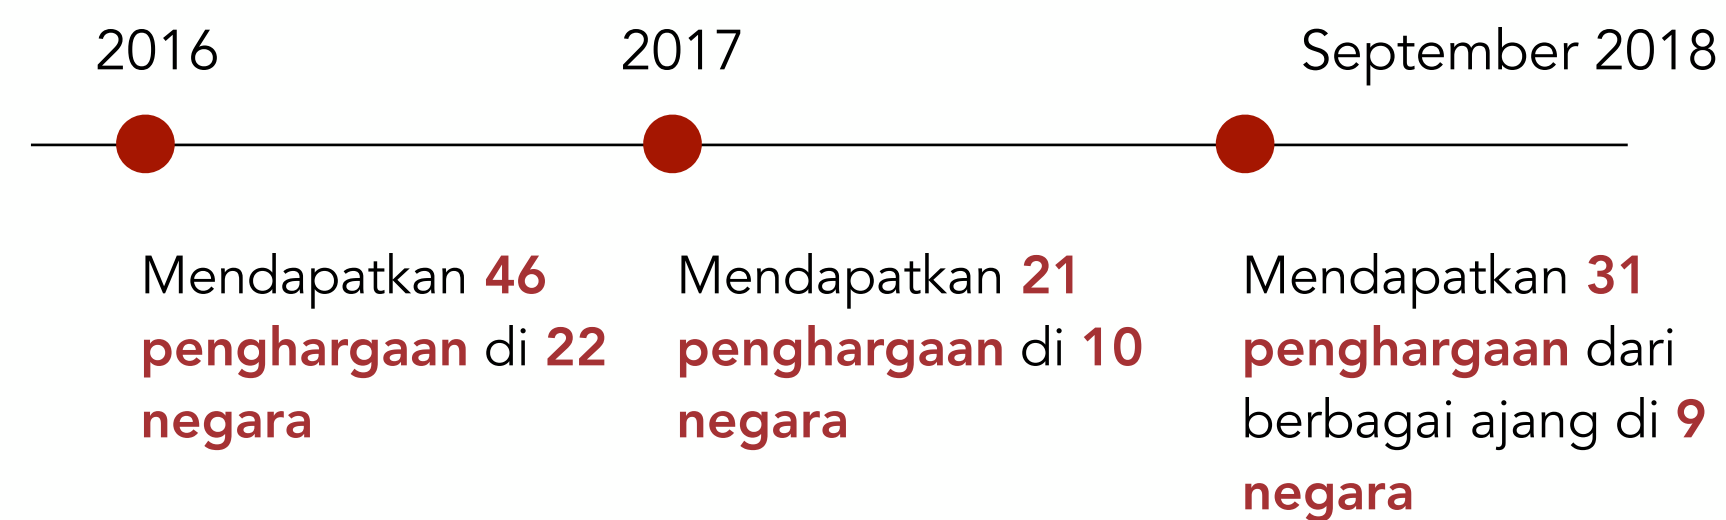 2016
2017
September 2018
Mendapatkan 46
penghargaan di 22
negara
Mendapatkan 21
penghargaan di 10
negara
Mendapatkan 31
penghargaan dari
berbagai ajang di 9
negara